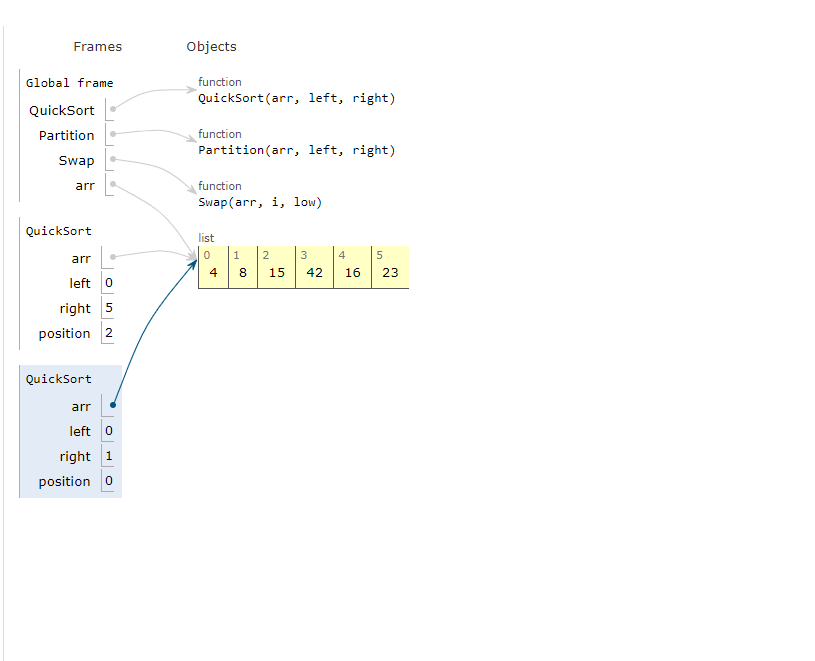 Frames Objects
Global frame
QuickSort
Partition
Swap
arr
function
QuickSort(arr, left, right)
function
Partition(arr, left, right)
function
Swap(arr, i, low)
list
0 1 2 3 4 5
4 8 15 42 16 23
QuickSort
arr
left 0
right 5
position 2
QuickSort
arr
left 0
right 1
position 0